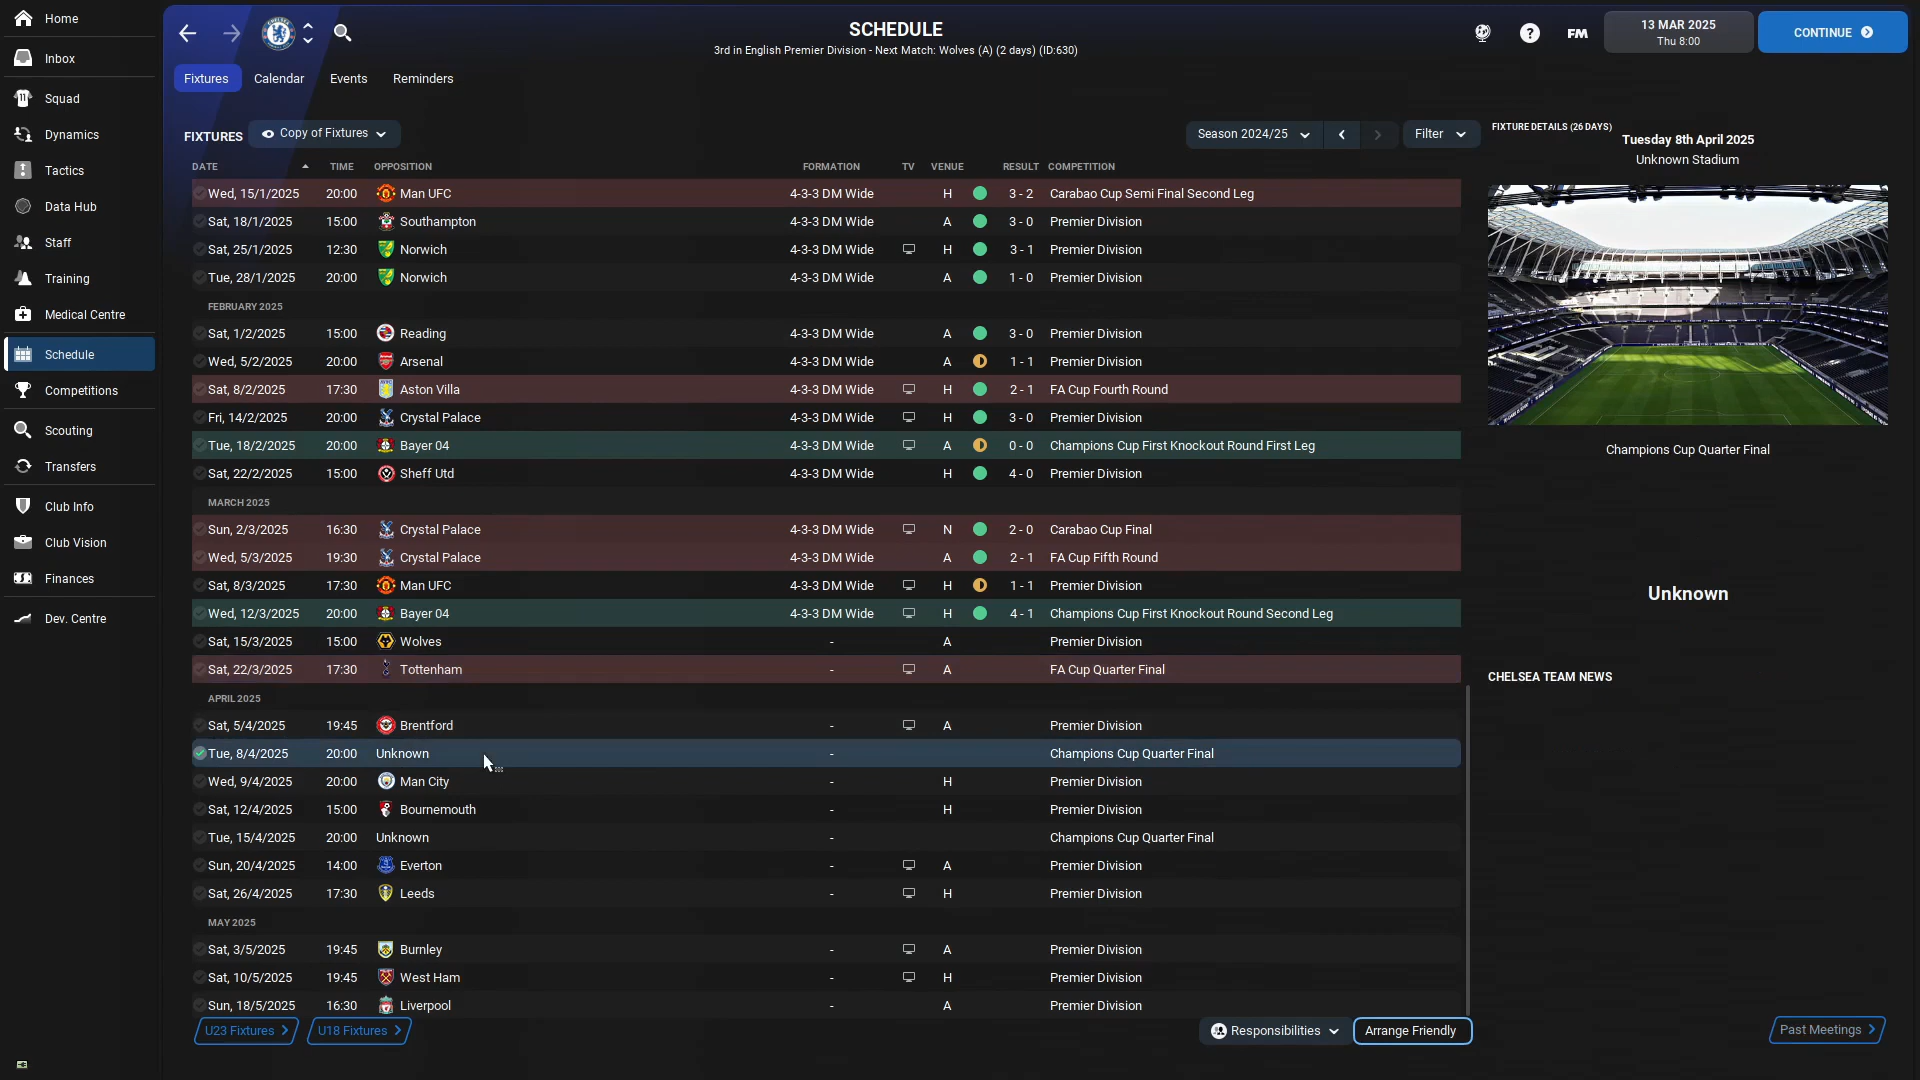 Home
Inbox
Squad
Dynamics
Tactics
Data Hub
Staff
Training
Medical Centre
Schedule
Competitions
Scouting
Transfers
Club Info
Club Vision
Finances
Dev. Centre
SCHEDULE
3rd in English Premier Division - Next Match: Wolves (A) (2 days) (ID:630)
FM
13 MAR 2025
Thu 8:00
CONTINUE
Fixtures Calendar Events Reminders
FIXTURES Copy of Fixtures
Season 2024/25 Filter
DATE TIME OPPOSITION FORMATION TV VENUE RESULT COMPETITION
Wed, 15/1/2025 20:00 Man UFC 4-3-3 DM Wide H 3 - 2 Carabao Cup Semi Final Second Leg
Sat, 18/1/2025 15:00 Southampton 4-3-3 DM Wide A 3 - 0 Premier Division
Sat, 25/1/2025 12:30 Norwich 4-3-3 DM Wide H 3 - 1 Premier Division
Tue, 28/1/2025 20:00 Norwich 4-3-3 DM Wide A 1 - 0 Premier Division
FEBRUARY 2025
Sat, 1/2/2025 15:00 Reading 4-3-3 DM Wide A 3 - 0 Premier Division
Wed, 5/2/2025 20:00 Arsenal 4-3-3 DM Wide A 1 - 1 Premier Division
Sat, 8/2/2025 17:30 Aston Villa 4-3-3 DM Wide H 2 - 1 FA Cup Fourth Round
Fri, 14/2/2025 20:00 Crystal Palace 4-3-3 DM Wide H 3 - 0 Premier Division
Tue, 18/2/2025 20:00 Bayer 04 4-3-3 DM Wide A 0 - 0 Champions Cup First Knockout Round First Leg
Sat, 22/2/2025 15:00 Sheff Utd 4-3-3 DM Wide H 4 - 0 Premier Division
MARCH 2025
Sun, 2/3/2025 16:30 Crystal Palace 4-3-3 DM Wide N 2 - 0 Carabao Cup Final
Wed, 5/3/2025 19:30 Crystal Palace 4-3-3 DM Wide A 2 - 1 FA Cup Fifth Round
Sat, 8/3/2025 17:30 Man UFC 4-3-3 DM Wide H 1 - 1 Premier Division
Wed, 12/3/2025 20:00 Bayer 04 4-3-3 DM Wide H 4 - 1 Champions Cup First Knockout Round Second Leg
Sat, 15/3/2025 15:00 Wolves - A Premier Division
Sat, 22/3/2025 17:30 Tottenham - A FA Cup Quarter Final
APRIL 2025
Sat, 5/4/2025 19:45 Brentford - A Premier Division
Tue, 8/4/2025 20:00 Unknown - Champions Cup Quarter Final
Wed, 9/4/2025 20:00 Man City - H Premier Division
Sat, 12/4/2025 15:00 Bournemouth - H Premier Division
Tue, 15/4/2025 20:00 Unknown - Champions Cup Quarter Final
Sun, 20/4/2025 14:00 Everton - A Premier Division
Sat, 26/4/2025 17:30 Leeds - H Premier Division
MAY 2025
Sat, 3/5/2025 19:45 Burnley - A Premier Division
Sat, 10/5/2025 19:45 West Ham - H Premier Division
Sun, 18/5/2025 16:30 Liverpool - A Premier Division
U23 Fixtures U18 Fixtures Responsibilities Arrange Friendly
FIXTURE DETAILS (26 DAYS)
Tuesday 8th April 2025
Unknown Stadium
Champions Cup Quarter Final
Unknown
CHELSEA TEAM NEWS
Past Meetings